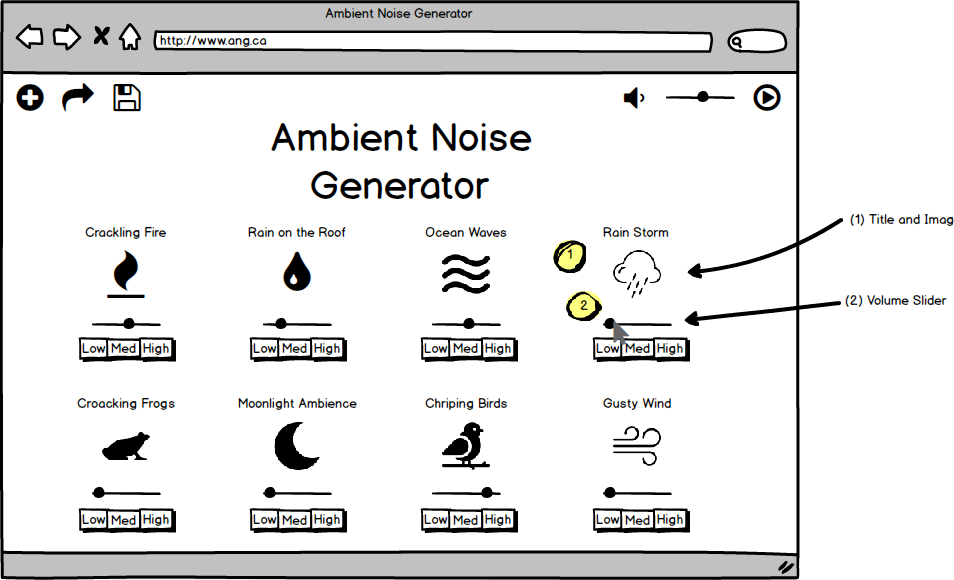 Ambient Noise Generator
http://www.ang.ca
Ambient Noise
Generator
Crackling Fire
Rain on the Roof
Ocean Waves
Rain Storm
1
(1) Title and Imag
2
(2) Volume Slider
Low Med High
Low Med High
Low Med High
Low Med High
Croacking Frogs
Moonlight Ambience
Chriping Birds
Gusty Wind
Low Med High
Low Med High
Low Med High
Low Med High